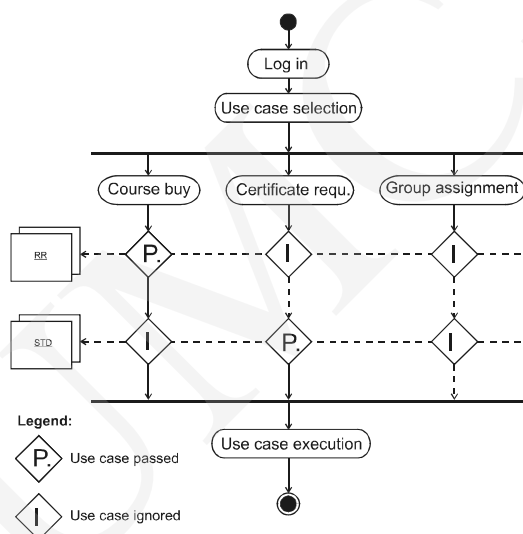 Log in
Use case selection
Course buy
Certificate requ.
Group assignment
RR
P.
I
I
STD
I
P.
I
Legend:
P. Use case passed
Use case execution
I Use case ignored
UMC